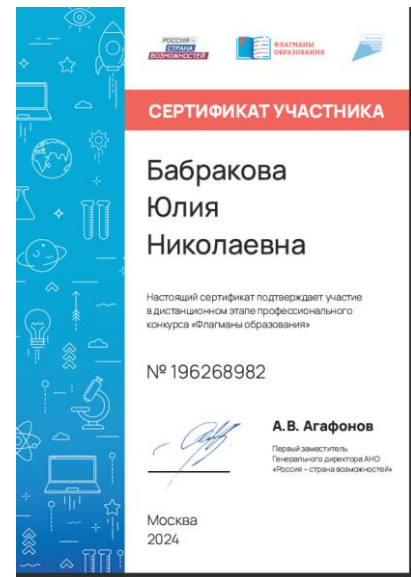 РОССИЯ –
СТРАНА
ВОЗМОЖНОСТЕЙ
ФЛАГМАНЫ
ОБРАЗОВАНИЯ
СЕРТИФИКАТ УЧАСТНИКА
Бабракова
Юлия
Николаевна
Настоящий сертификат подтверждает участие
в дистанционном этапе профессионального
конкурса «Флагманы образования»
№ 196268982
А.В. Агафонов
Первый заместитель
Генерального директора АНО
«Россия – страна возможностей»
Москва
2024